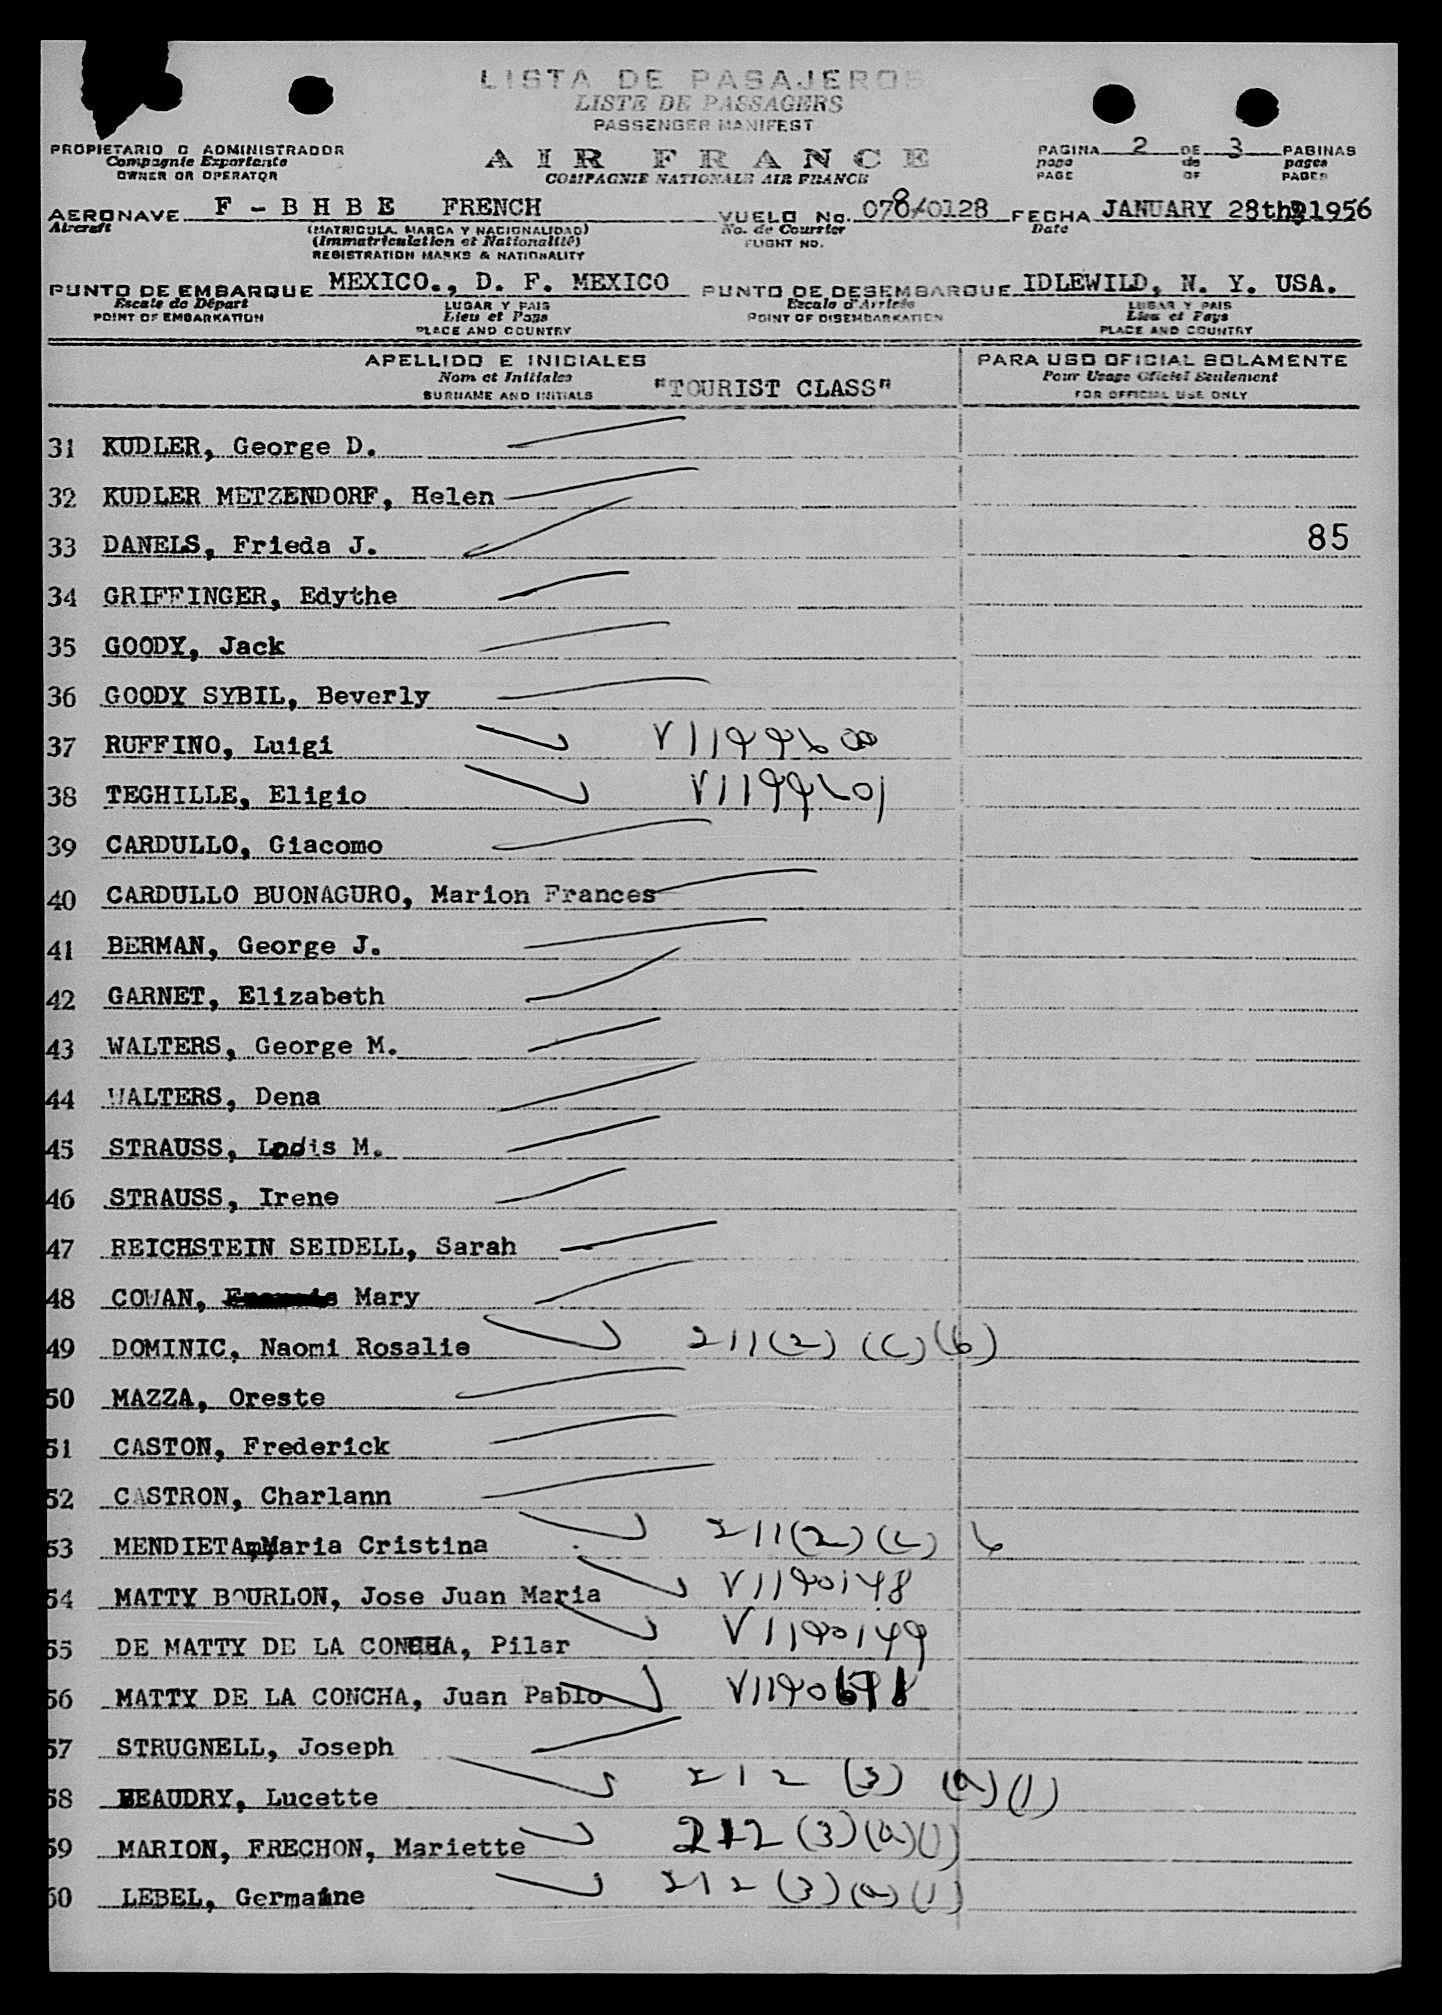 LISTA DE PASAJEROS
LISTE DE PASSAGERS
PASSENGER MANIFEST
PROPIETARIO O ADMINISTRADOR
Compagnie Exportante
OWNER OR OPERATOR
AIR FRANCE
COMPAGNIE NATIONALE AIR FRANCE
PAGINA 2 DE 3 PAGINAS
page de pages
PAGE OF PAGES
AERONAVE F - B H B E FRENCH VUELO No. 078/0128 FECHA JANUARY 28th 1956
Aircraft (MATRICULA, MARCA Y NACIONALIDAD) No. de Courrier Date
(Immatriculation et Nationalité) FLIGHT NO.
REGISTRATION MARKS & NATIONALITY
PUNTO DE EMBARQUE MEXICO., D. F. MEXICO PUNTO DE DESEMBARQUE IDLEWILD, N. Y. USA.
Escale de Départ LUGAR Y PAIS Escale d'Arrivée LUGAR Y PAIS
POINT OF EMBARKATION Lieu et Pays POINT OF DISEMBARKATION Lieu et Pays
PLACE AND COUNTRY PLACE AND COUNTRY
APELLIDO E INICIALES PARA USO OFICIAL SOLAMENTE
Nom et Initiales "TOURIST CLASS" Pour Usage Officiel Seulement
SURNAME AND INITIALS FOR OFFICIAL USE ONLY
31 KUDLER, George D.
32 KUDLER METZENDORF, Helen
33 DANELS, Frieda J. 85
34 GRIFFINGER, Edythe
35 GOODY, Jack
36 GOODY SYBIL, Beverly
37 RUFFINO, Luigi V1199600
38 TEGHILLE, Eligio V1199601
39 CARDULLO, Giacomo
40 CARDULLO BUONAGURO, Marion Frances
41 BERMAN, George J.
42 GARNET, Elizabeth
43 WALTERS, George M.
44 WALTERS, Dena
45 STRAUSS, Louis M.
46 STRAUSS, Irene
47 REICHSTEIN SEIDELL, Sarah
48 COWAN, Mary
49 DOMINIC, Naomi Rosalie 211(2) (c) (6)
50 MAZZA, Oreste
51 CASTON, Frederick
52 CASTRON, Charlann
53 MENDIETA, Maria Cristina 211(2)(c) 6
54 MATTY BOURLON, Jose Juan Maria V1190148
55 DE MATTY DE LA CONCHA, Pilar V1190149
56 MATTY DE LA CONCHA, Juan Pablo
57 STRUGNELL, Joseph
58 BEAUDRY, Lucette 212 (3) (a) (1)
59 MARION, FRECHON, Mariette 212 (3)(a)(1)
60 LEBEL, Germaine 212 (3)(a)(1)